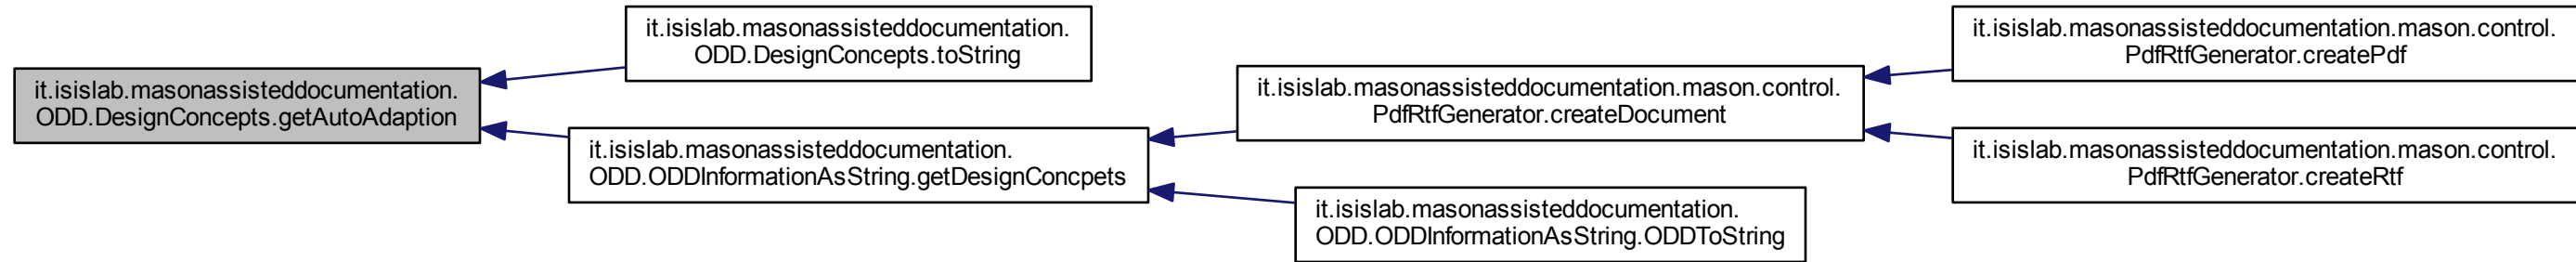 it.isislab.masonassisteddocumentation.
ODD.DesignConcepts.getAutoAdaption
it.isislab.masonassisteddocumentation.
ODD.DesignConcepts.toString
it.isislab.masonassisteddocumentation.
ODD.ODDInformationAsString.getDesignConcpets
it.isislab.masonassisteddocumentation.mason.control.
PdfRtfGenerator.createDocument
it.isislab.masonassisteddocumentation.
ODD.ODDInformationAsString.ODDToString
it.isislab.masonassisteddocumentation.mason.control.
PdfRtfGenerator.createPdf
it.isislab.masonassisteddocumentation.mason.control.
PdfRtfGenerator.createRtf